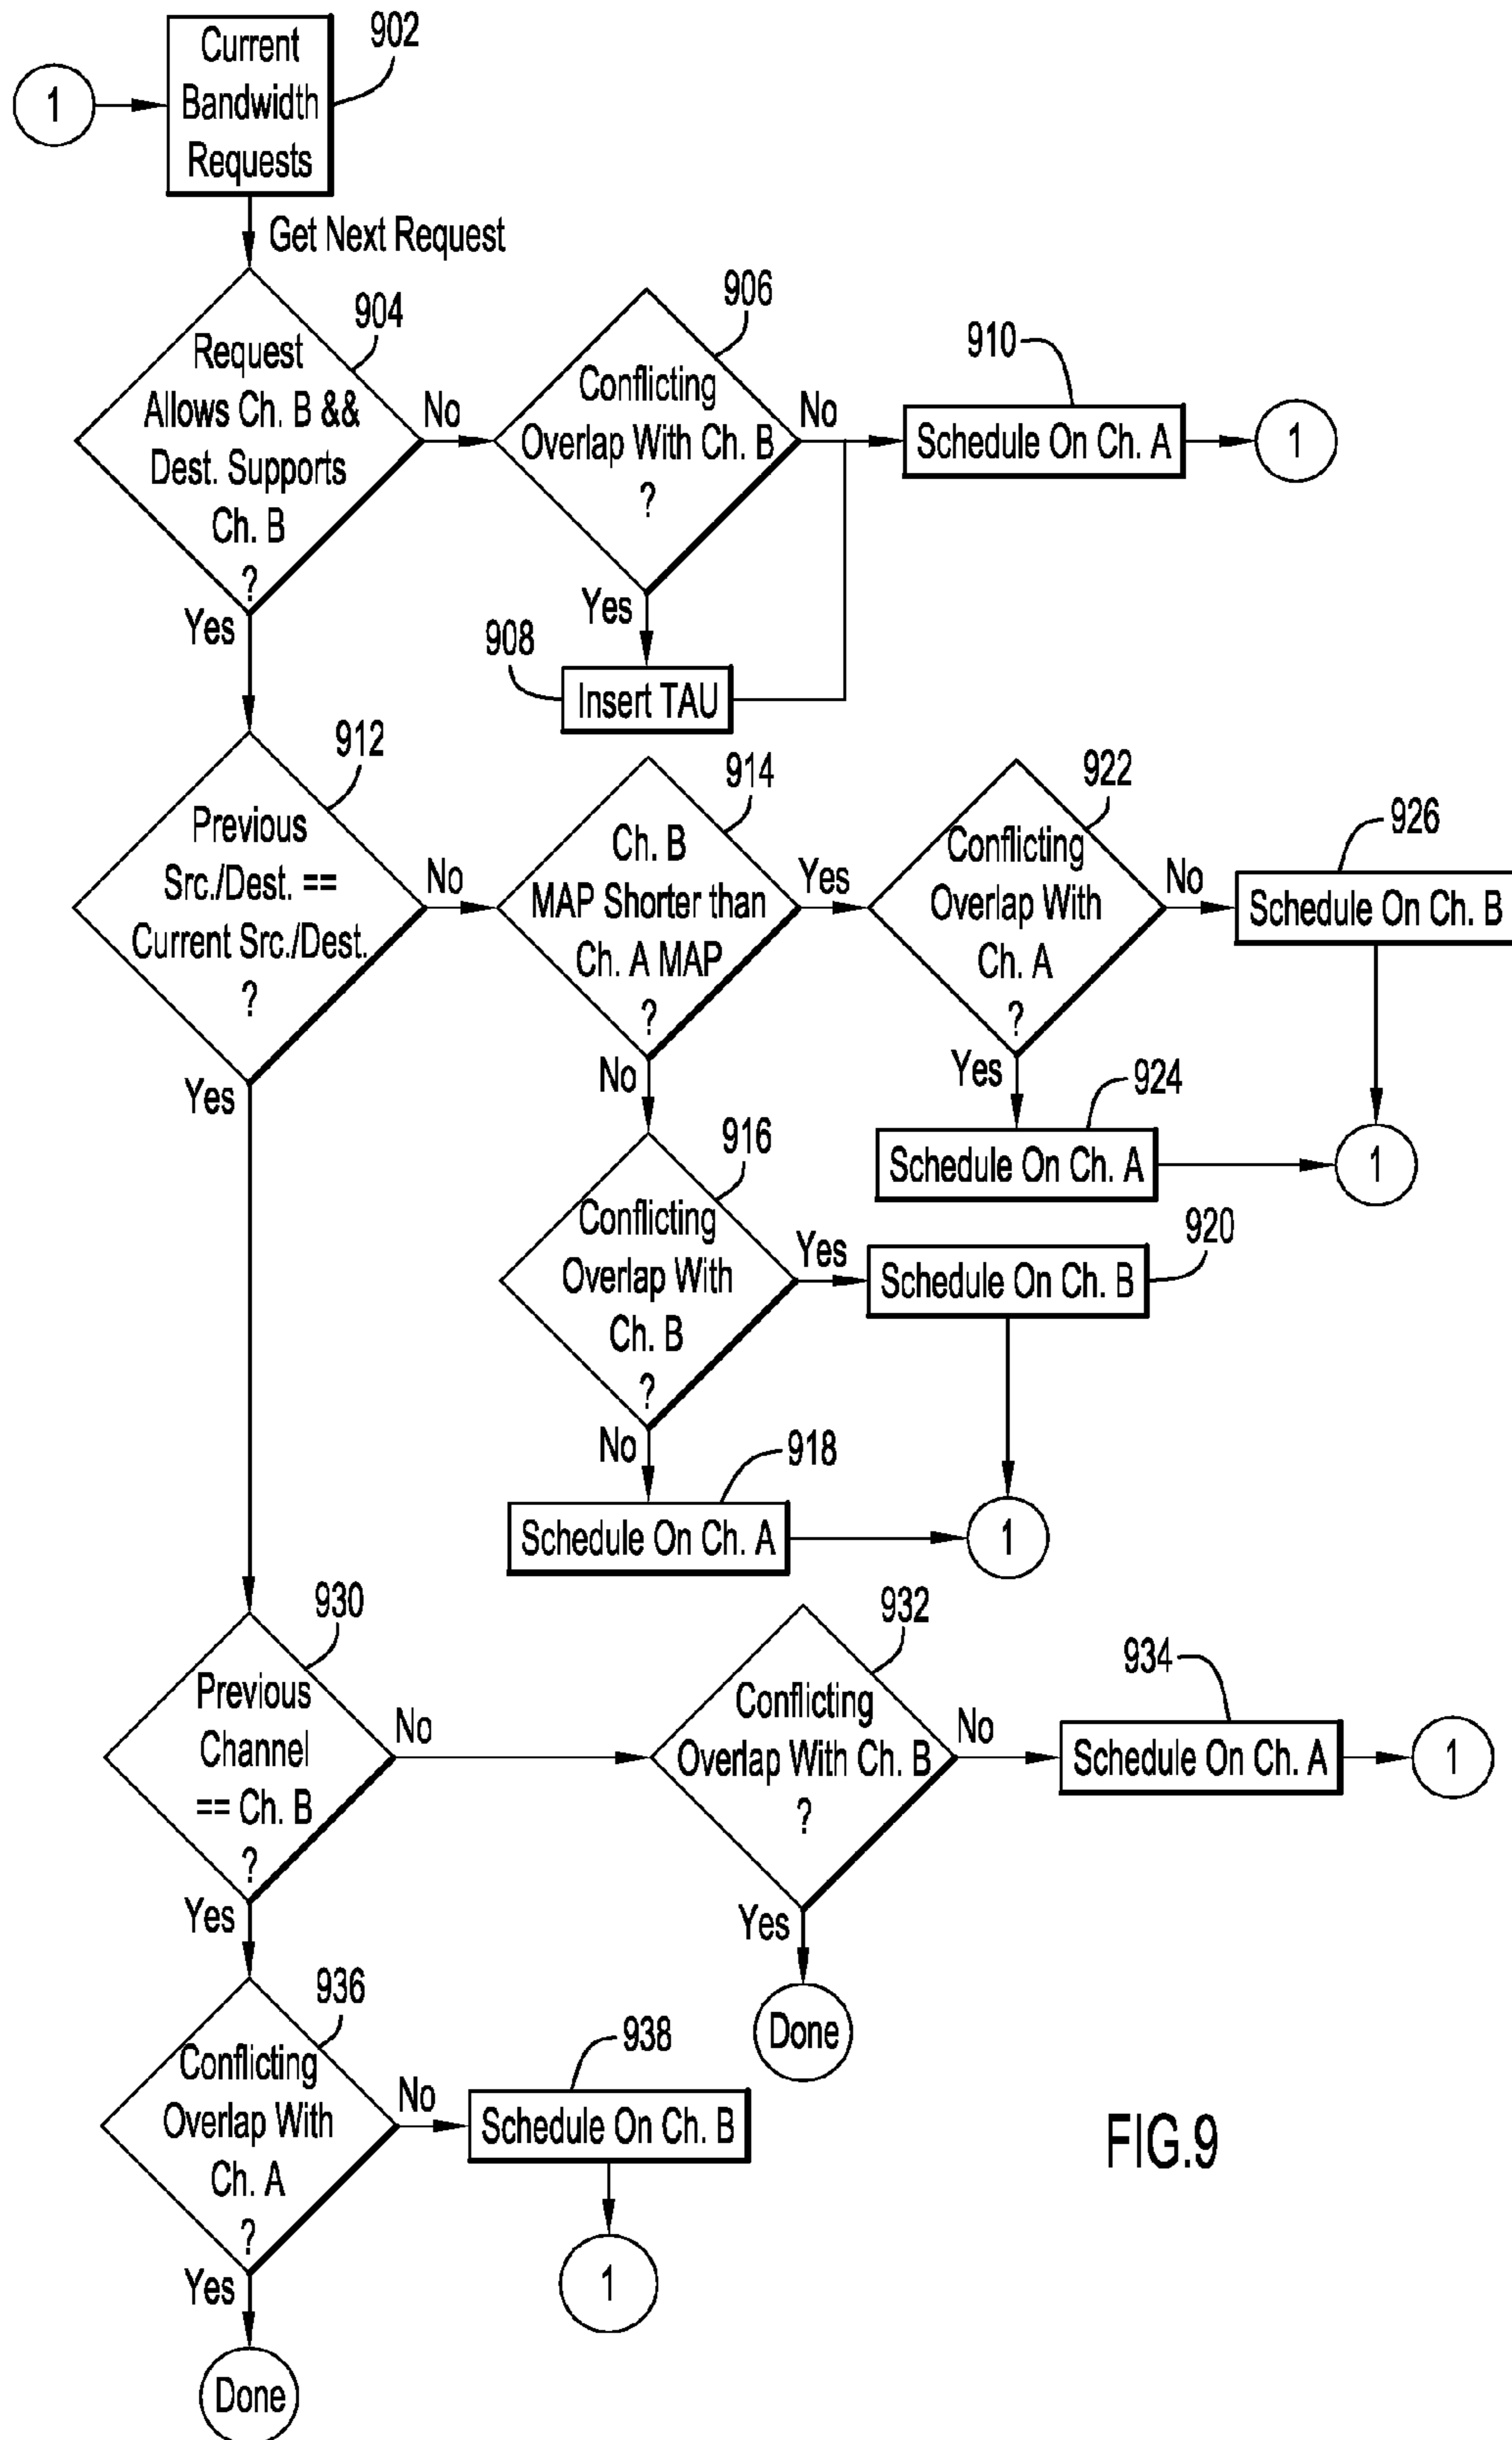 902
Current
Bandwidth
Requests
1
Get Next Request
904
Request
Allows Ch. B &&
Dest. Supports
Ch. B
?
No
Yes
906
Conflicting
Overlap With Ch. B
?
No
Yes
908
Insert TAU
910
Schedule On Ch. A
1
912
Previous
Src./Dest. ==
Current Src./Dest.
?
No
Yes
914
Ch. B
MAP Shorter than
Ch. A MAP
?
Yes
No
922
Conflicting
Overlap With
Ch. A
?
No
Yes
926
Schedule On Ch. B
924
Schedule On Ch. A
1
916
Conflicting
Overlap With
Ch. B
?
Yes
No
920
Schedule On Ch. B
918
Schedule On Ch. A
1
930
Previous
Channel
== Ch. B
?
No
Yes
932
Conflicting
Overlap With Ch. B
?
No
Yes
934
Schedule On Ch. A
1
Done
936
Conflicting
Overlap With
Ch. A
?
No
Yes
938
Schedule On Ch. B
1
Done
FIG.9